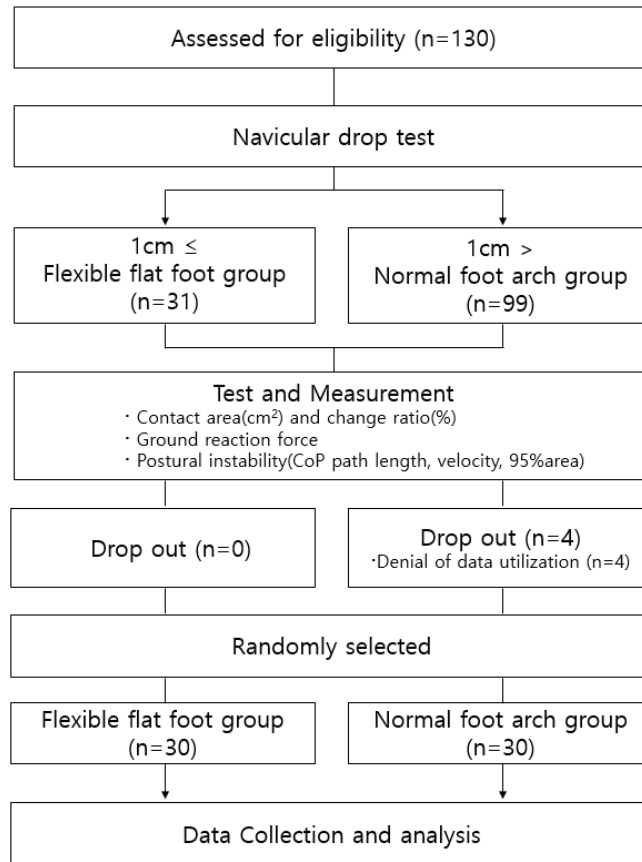 Assessed for eligibility (n=130)
Navicular drop test
1cm ≤
Flexible flat foot group
(n=31)
1cm >
Normal foot arch group
(n=99)
Test and Measurement
· Contact area(cm²) and change ratio(%)
· Ground reaction force
· Postural instability(CoP path length, velocity, 95%area)
Drop out (n=0)
Drop out (n=4)
·Denial of data utilization (n=4)
Randomly selected
Flexible flat foot group
(n=30)
Normal foot arch group
(n=30)
Data Collection and analysis